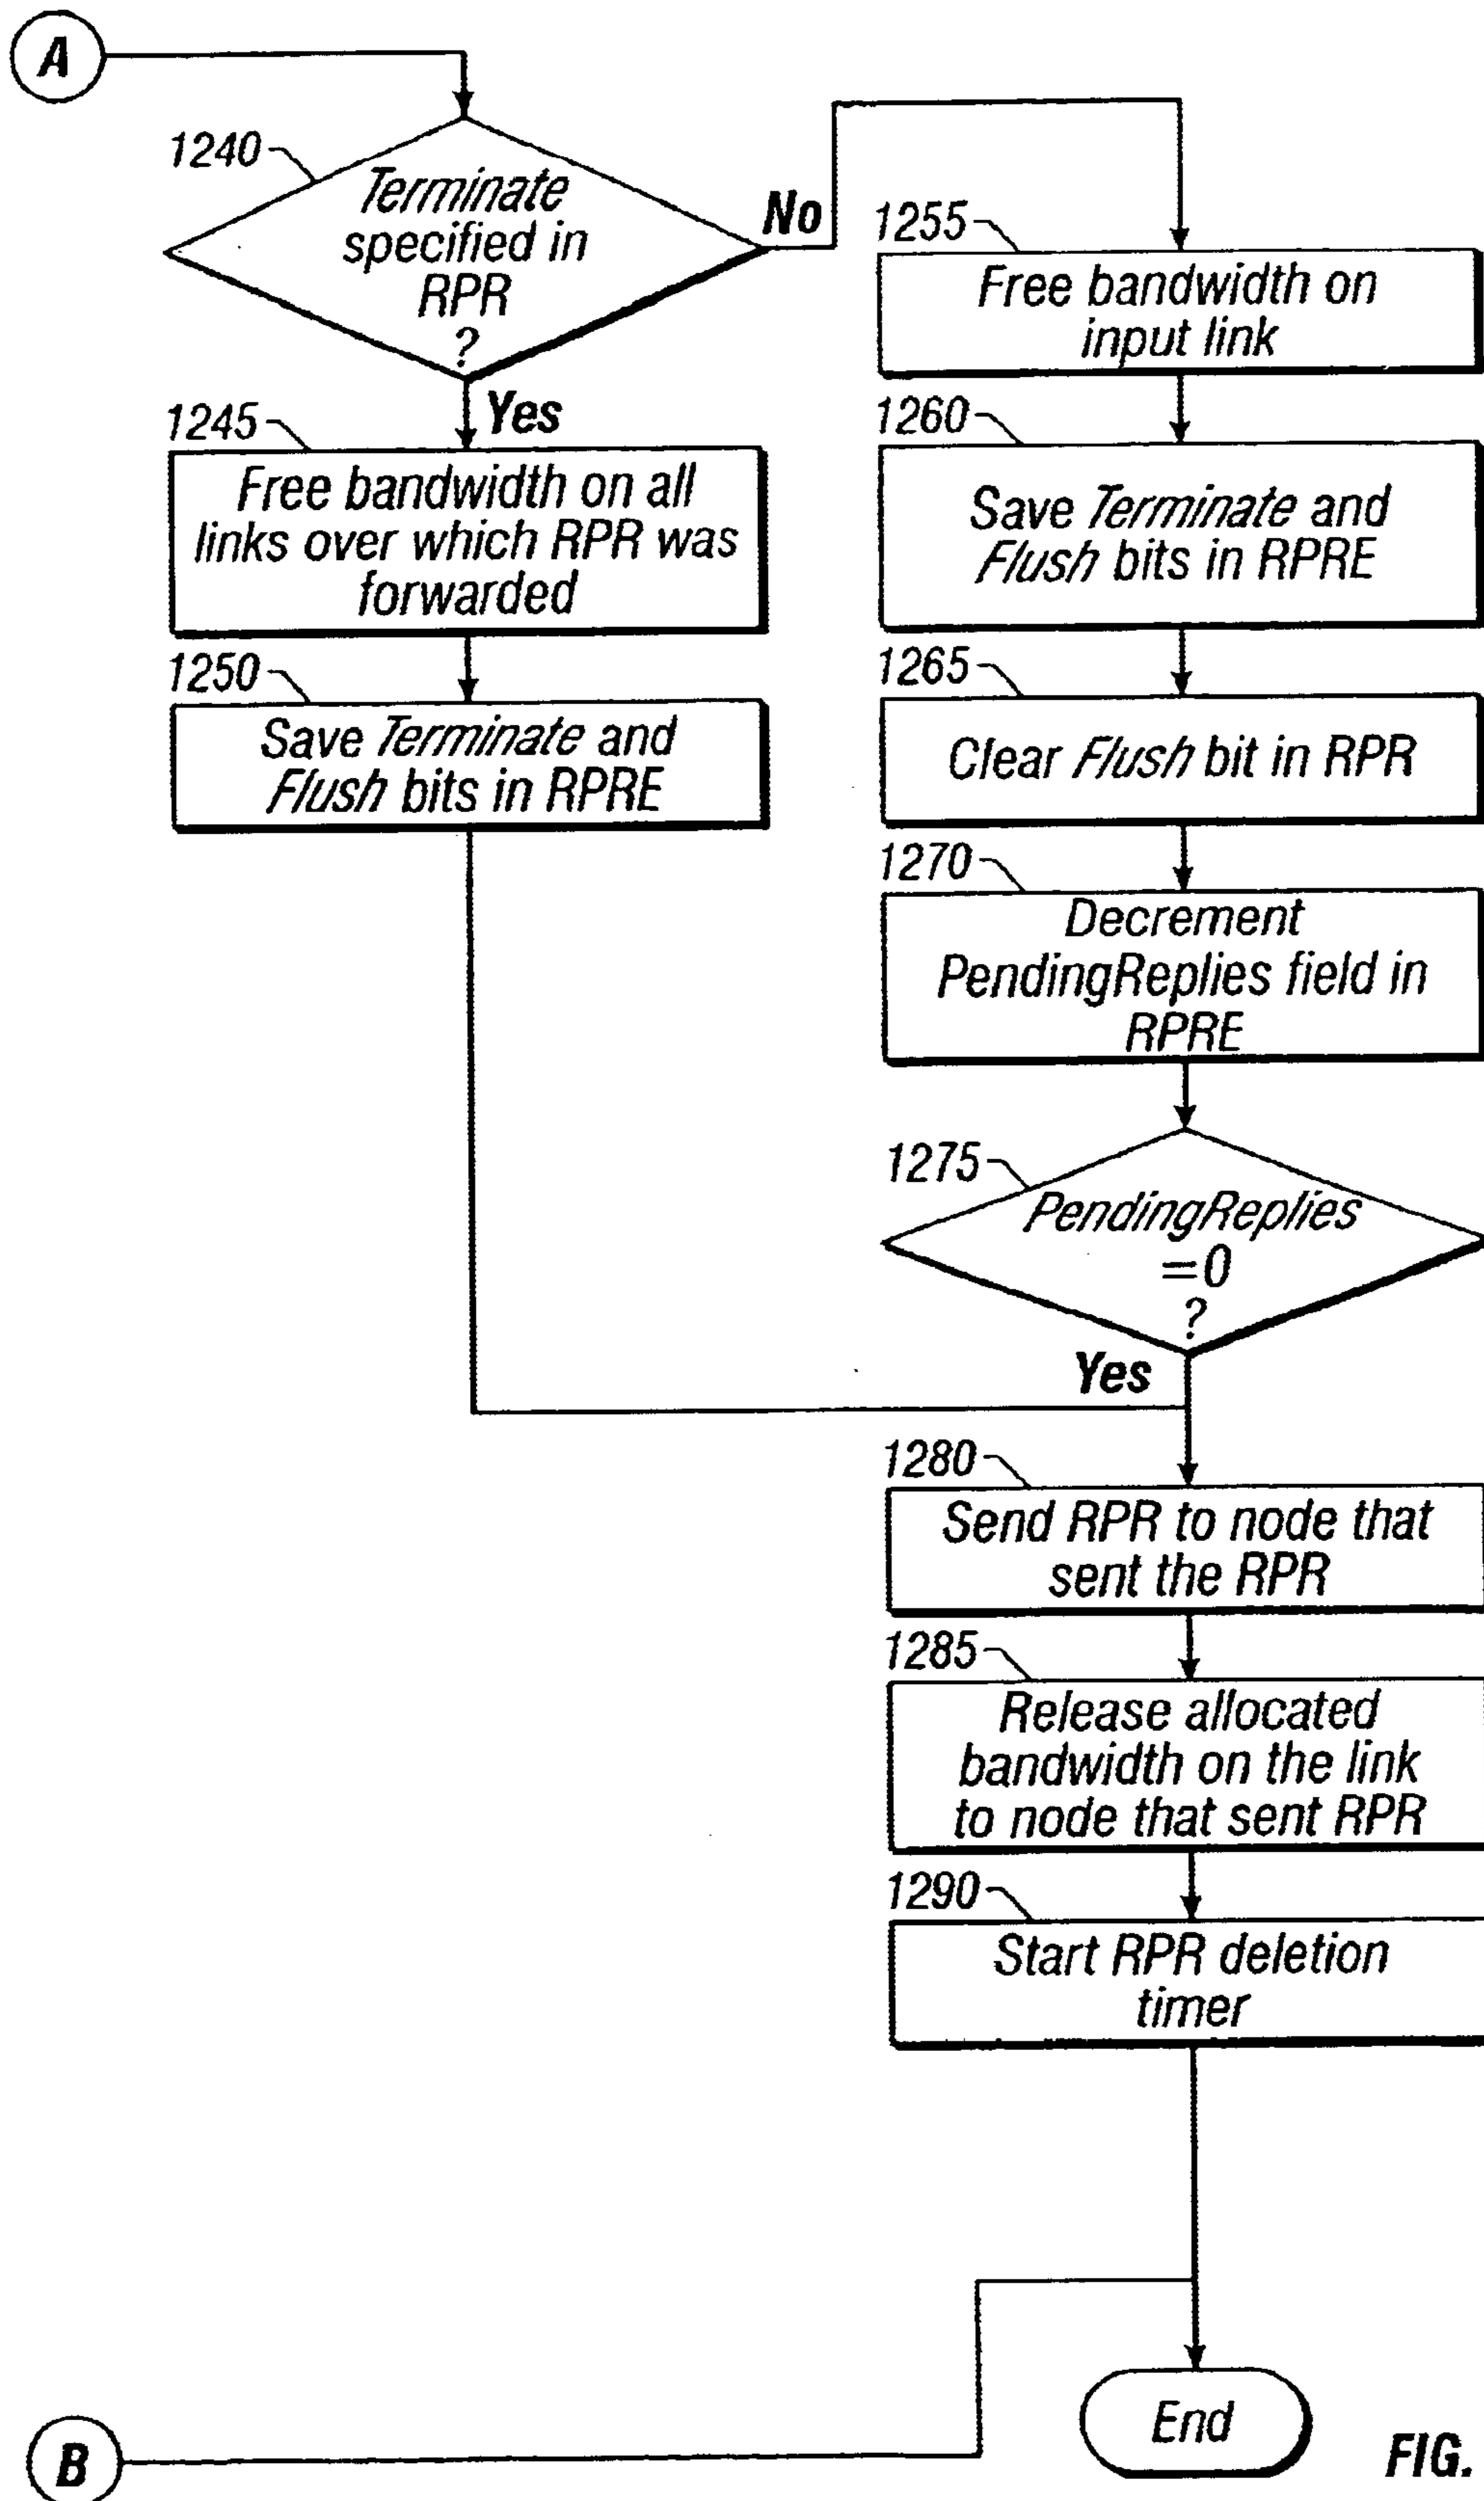 A
1240
Terminate
specified in
RPR
?
No
Yes
1245
Free bandwidth on all
links over which RPR was
forwarded
1250
Save Terminate and
Flush bits in RPRE
1255
Free bandwidth on
input link
1260
Save Terminate and
Flush bits in RPRE
1265
Clear Flush bit in RPR
1270
Decrement
PendingReplies field in
RPRE
1275
PendingReplies
=0
?
Yes
1280
Send RPR to node that
sent the RPR
1285
Release allocated
bandwidth on the link
to node that sent RPR
1290
Start RPR deletion
timer
End
B
FIG.